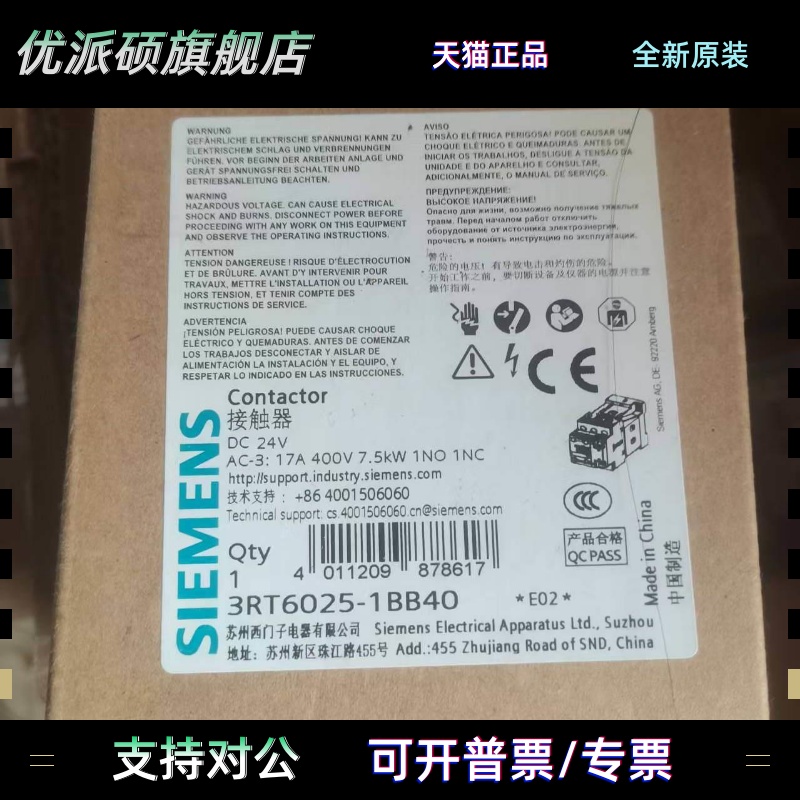 优派硕旗舰店
天猫正品
全新原装
WARNUNG
GEFÄHRLICHE ELEKTRISCHE SPANNUNG! KANN ZU
ELEKTRISCHEM SCHLAG UND VERBRENNUNGEN
FÜHREN. VOR BEGINN DER ARBEITEN ANLAGE UND
GERÄT SPANNUNGSFREI SCHALTEN UND
BETRIEBSANLEITUNG BEACHTEN.
WARNING
HAZARDOUS VOLTAGE. CAN CAUSE ELECTRICAL
SHOCK AND BURNS. DISCONNECT POWER BEFORE
PROCEEDING WITH ANY WORK ON THIS EQUIPMENT
AND OBSERVE THE OPERATING INSTRUCTIONS.
ATTENTION
TENSION DANGEREUSE ! RISQUE D'ÉLECTROCUTION
ET DE BRÛLURE. AVANT D'Y INTERVENIR POUR
TRAVAUX, METTRE L'INSTALLATION OU L'APPAREIL
HORS TENSION, ET TENIR COMPTE DES
INSTRUCTIONS DE SERVICE.
ADVERTENCIA
¡TENSIÓN PELIGROSA! PUEDE CAUSAR CHOQUE
ELÉCTRICO Y QUEMADURAS. ANTES DE COMENZAR
LOS TRABAJOS DESCONECTAR Y AISLAR DE
ALIMENTACIÓN LA INSTALACIÓN Y EL EQUIPO, Y
RESPETAR LO INDICADO EN LAS INSTRUCCIONES.
AVISO
TENSÃO ELÉTRICA PERIGOSA! PODE CAUSAR UM
CHOQUE ELÉTRICO E QUEIMADURAS. ANTES DE
INICIAR OS TRABALHOS, DESLIGUE A TENSÃO DA
UNIDADE E DO APARELHO E CONSULTAR,
ADICIONALMENTE, O MANUAL DE SERVIÇO.
ПРЕДУПРЕЖДЕНИЕ:
ВЫСОКОЕ НАПРЯЖЕНИЕ!
Опасно для жизни, возможно получение тяжелых
травм. Перед началом работ отключить
оборудование от источника электроэнергии,
прочесть и понять инструкцию по эксплуатации.
警告:
危险的电压! 有导致电击和灼伤的危险。
开始工作之前, 要切断设备及仪器的电源并注意
操作指南。
CE
Siemens AG, DE, 92220 Amberg
SIEMENS
Contactor
接触器
DC 24V
AC-3: 17A 400V 7.5kW 1NO 1NC
http://support.industry.siemens.com
技术支持: +86 4001506060
Technical support: cs.4001506060.cn@siemens.com
CCC
产品合格
QC PASS
Made in China
中国制造
Qty
1
4 011209 878617
3RT6025-1BB40
*E02*
苏州西门子电器有限公司 Siemens Electrical Apparatus Ltd., Suzhou
地址: 苏州新区珠江路455号 Add.:455 Zhujiang Road of SND, China
支持对公
可开普票/专票